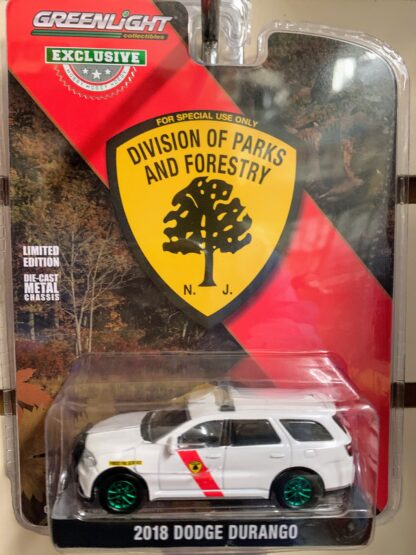 GREENLIGHT
collectibles
EXCLUSIVE
HOBBY
FOR SPECIAL USE ONLY
DIVISION OF PARKS
AND FORESTRY
N. J.
LIMITED
EDITION
DIE-CAST
METAL
CHASSIS
2018 DODGE DURANGO